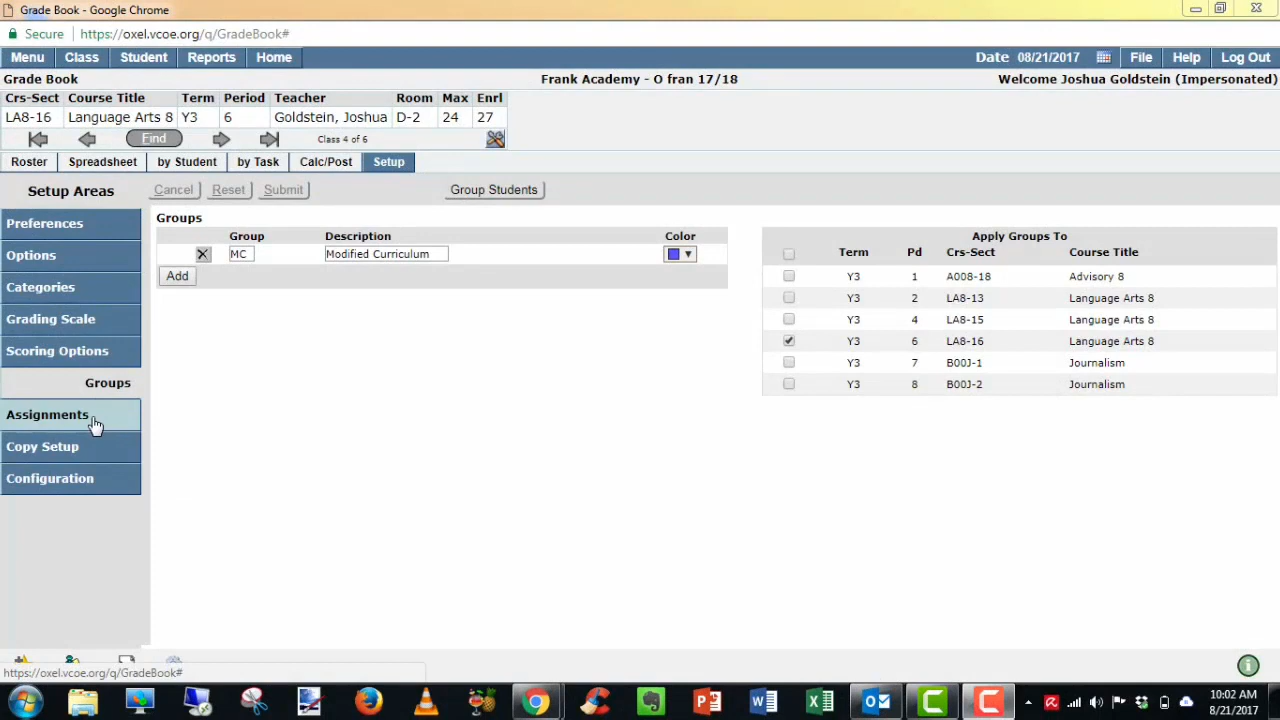 Grade Book - Google Chrome
Secure https://oxel.vcoe.org/q/GradeBook#
Menu Class Student Reports Home Date 08/21/2017 File Help Log Out
Grade Book Frank Academy - O fran 17/18 Welcome Joshua Goldstein (Impersonated)
Crs-Sect Course Title Term Period Teacher Room Max Enrl
LA8-16 Language Arts 8 Y3 6 Goldstein, Joshua D-2 24 27
Find Class 4 of 6
Roster Spreadsheet by Student by Task Calc/Post Setup
Setup Areas Cancel Reset Submit Group Students
Preferences
Options
Categories
Grading Scale
Scoring Options
Groups
Assignments
Copy Setup
Configuration
Groups
Group Description Color
MC Modified Curriculum
Add
Apply Groups To
Term Pd Crs-Sect Course Title
Y3 1 A008-18 Advisory 8
Y3 2 LA8-13 Language Arts 8
Y3 4 LA8-15 Language Arts 8
Y3 6 LA8-16 Language Arts 8
Y3 7 B00J-1 Journalism
Y3 8 B00J-2 Journalism
https://oxel.vcoe.org/q/GradeBook#
10:02 AM
8/21/2017